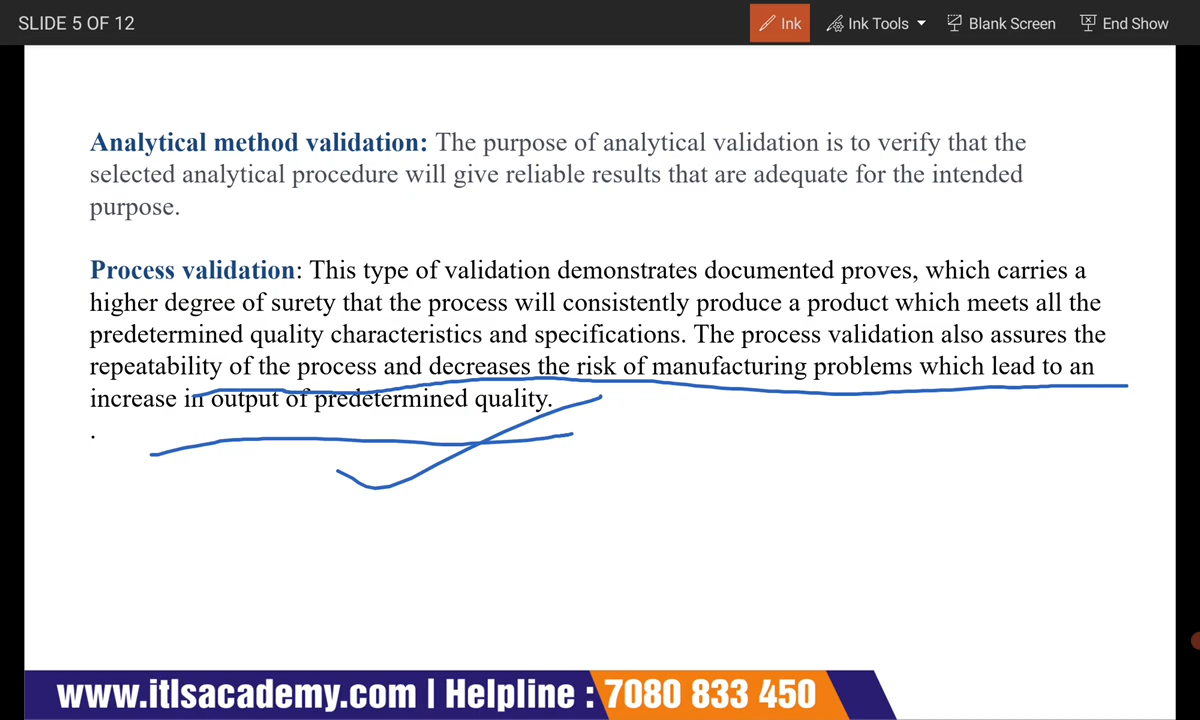 SLIDE 5 OF 12
Ink
Ink Tools
Blank Screen
End Show
Analytical method validation: The purpose of analytical validation is to verify that the
selected analytical procedure will give reliable results that are adequate for the intended
purpose.
Process validation: This type of validation demonstrates documented proves, which carries a
higher degree of surety that the process will consistently produce a product which meets all the
predetermined quality characteristics and specifications. The process validation also assures the
repeatability of the process and decreases the risk of manufacturing problems which lead to an
increase in output of predetermined quality.
.
www.itlsacademy.com | Helpline : 7080 833 450